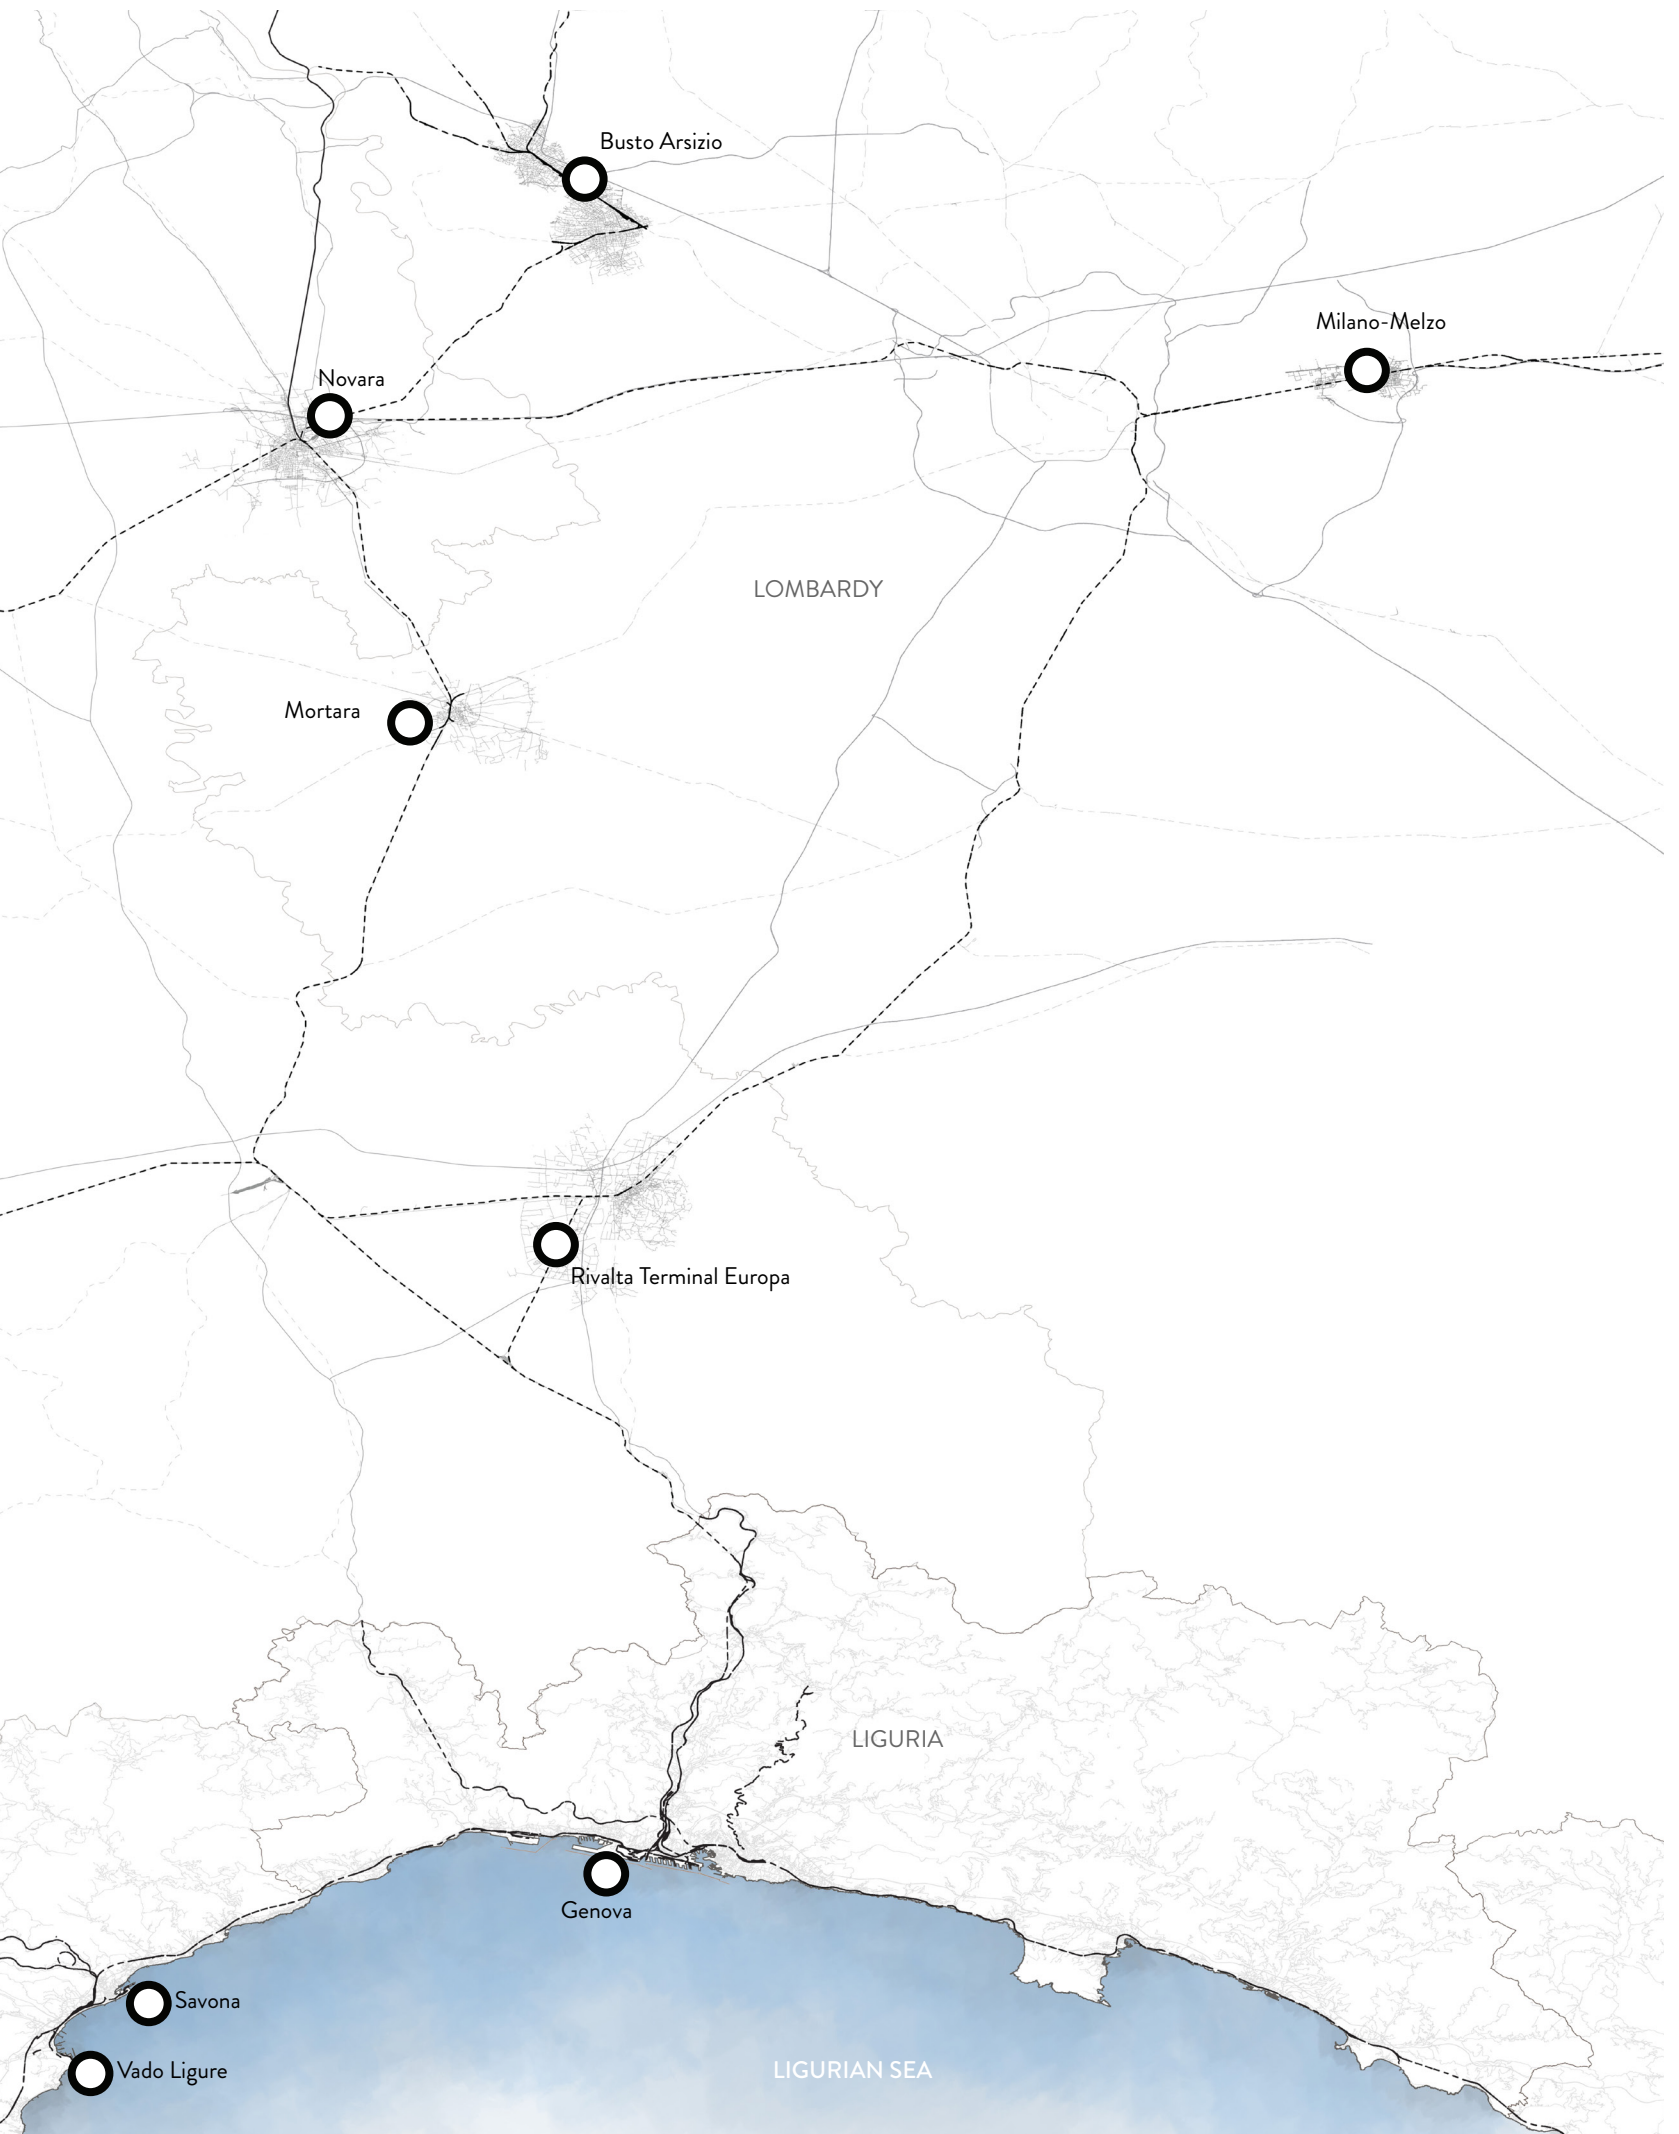 Busto Arsizio
Milano-Melzo
Novara
LOMBARDY
Mortara
Rivalta Terminal Europa
LIGURIA
Genova
Savona
Vado Ligure
LIGURIAN SEA